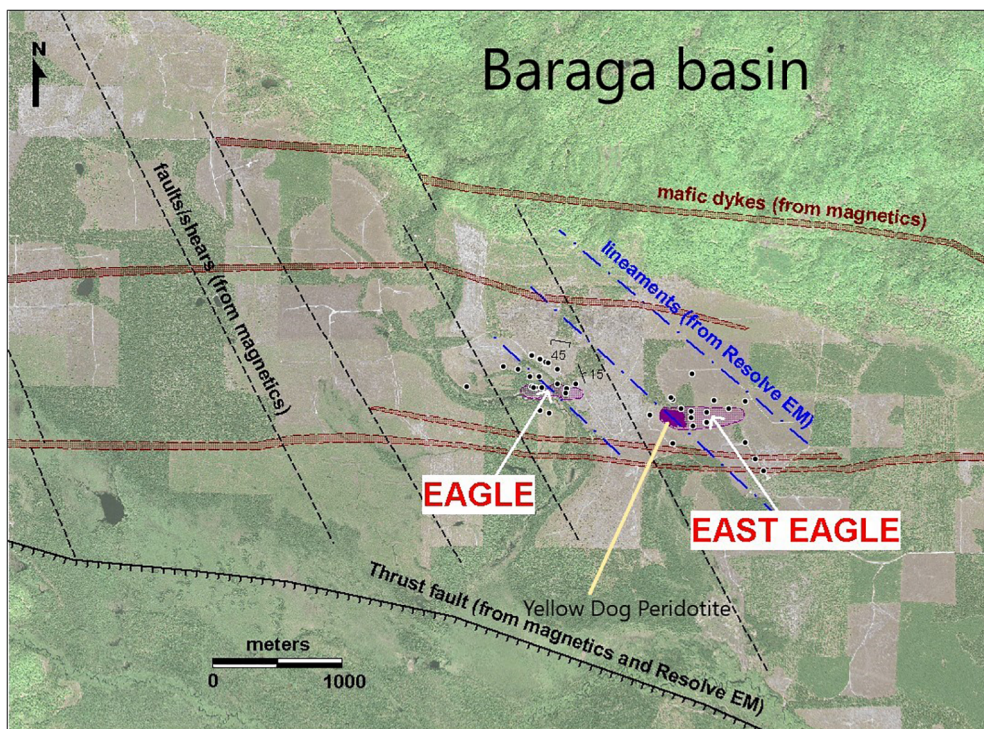 Baraga basin
N
mafic dykes (from magnetics)
faults/shears (from magnetics)
lineaments (from Resolve EM)
45
15
EAGLE
EAST EAGLE
Yellow Dog Peridotite
Thrust fault (from magnetics and Resolve EM)
meters
0 1000